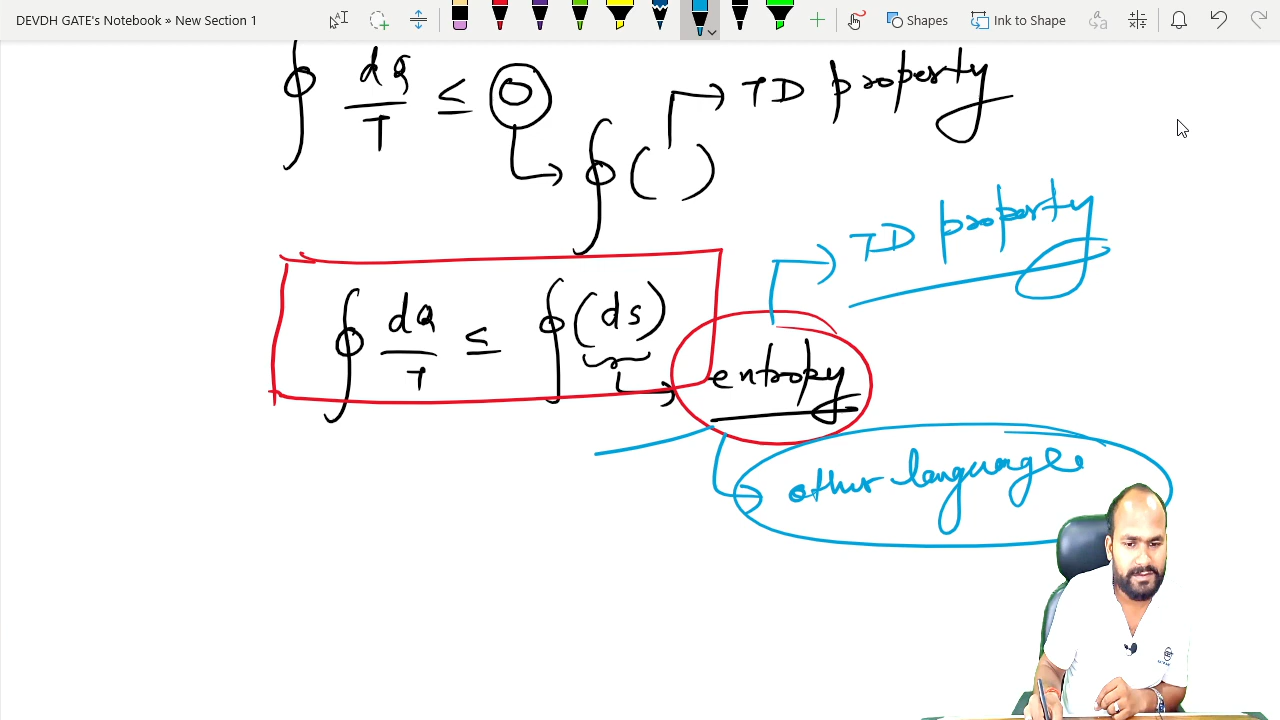 DEVDH GATE's Notebook » New Section 1
Shapes
Ink to Shape
∮ dQ/T ≤ 0
→ TD property
→ ∮ ( )
→ TD property
∮ dQ/T ≤ ∮ (ds)
→ entropy
→ other language